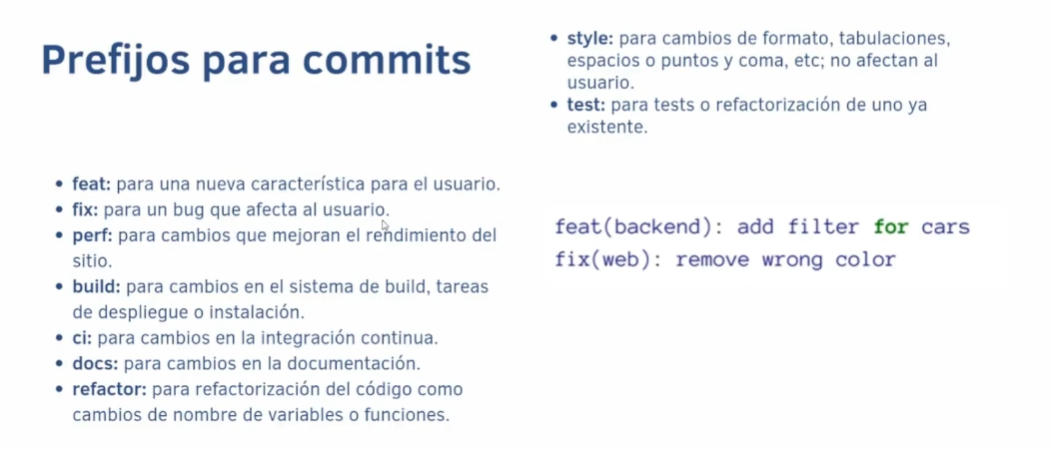 Prefijos para commits
• feat: para una nueva característica para el usuario.
• fix: para un bug que afecta al usuario.
• perf: para cambios que mejoran el rendimiento del
sitio.
• build: para cambios en el sistema de build, tareas
de despliegue o instalación.
• ci: para cambios en la integración continua.
• docs: para cambios en la documentación.
• refactor: para refactorización del código como
cambios de nombre de variables o funciones.
• style: para cambios de formato, tabulaciones,
espacios o puntos y coma, etc; no afectan al
usuario.
• test: para tests o refactorización de uno ya
existente.
feat(backend): add filter for cars
fix(web): remove wrong color